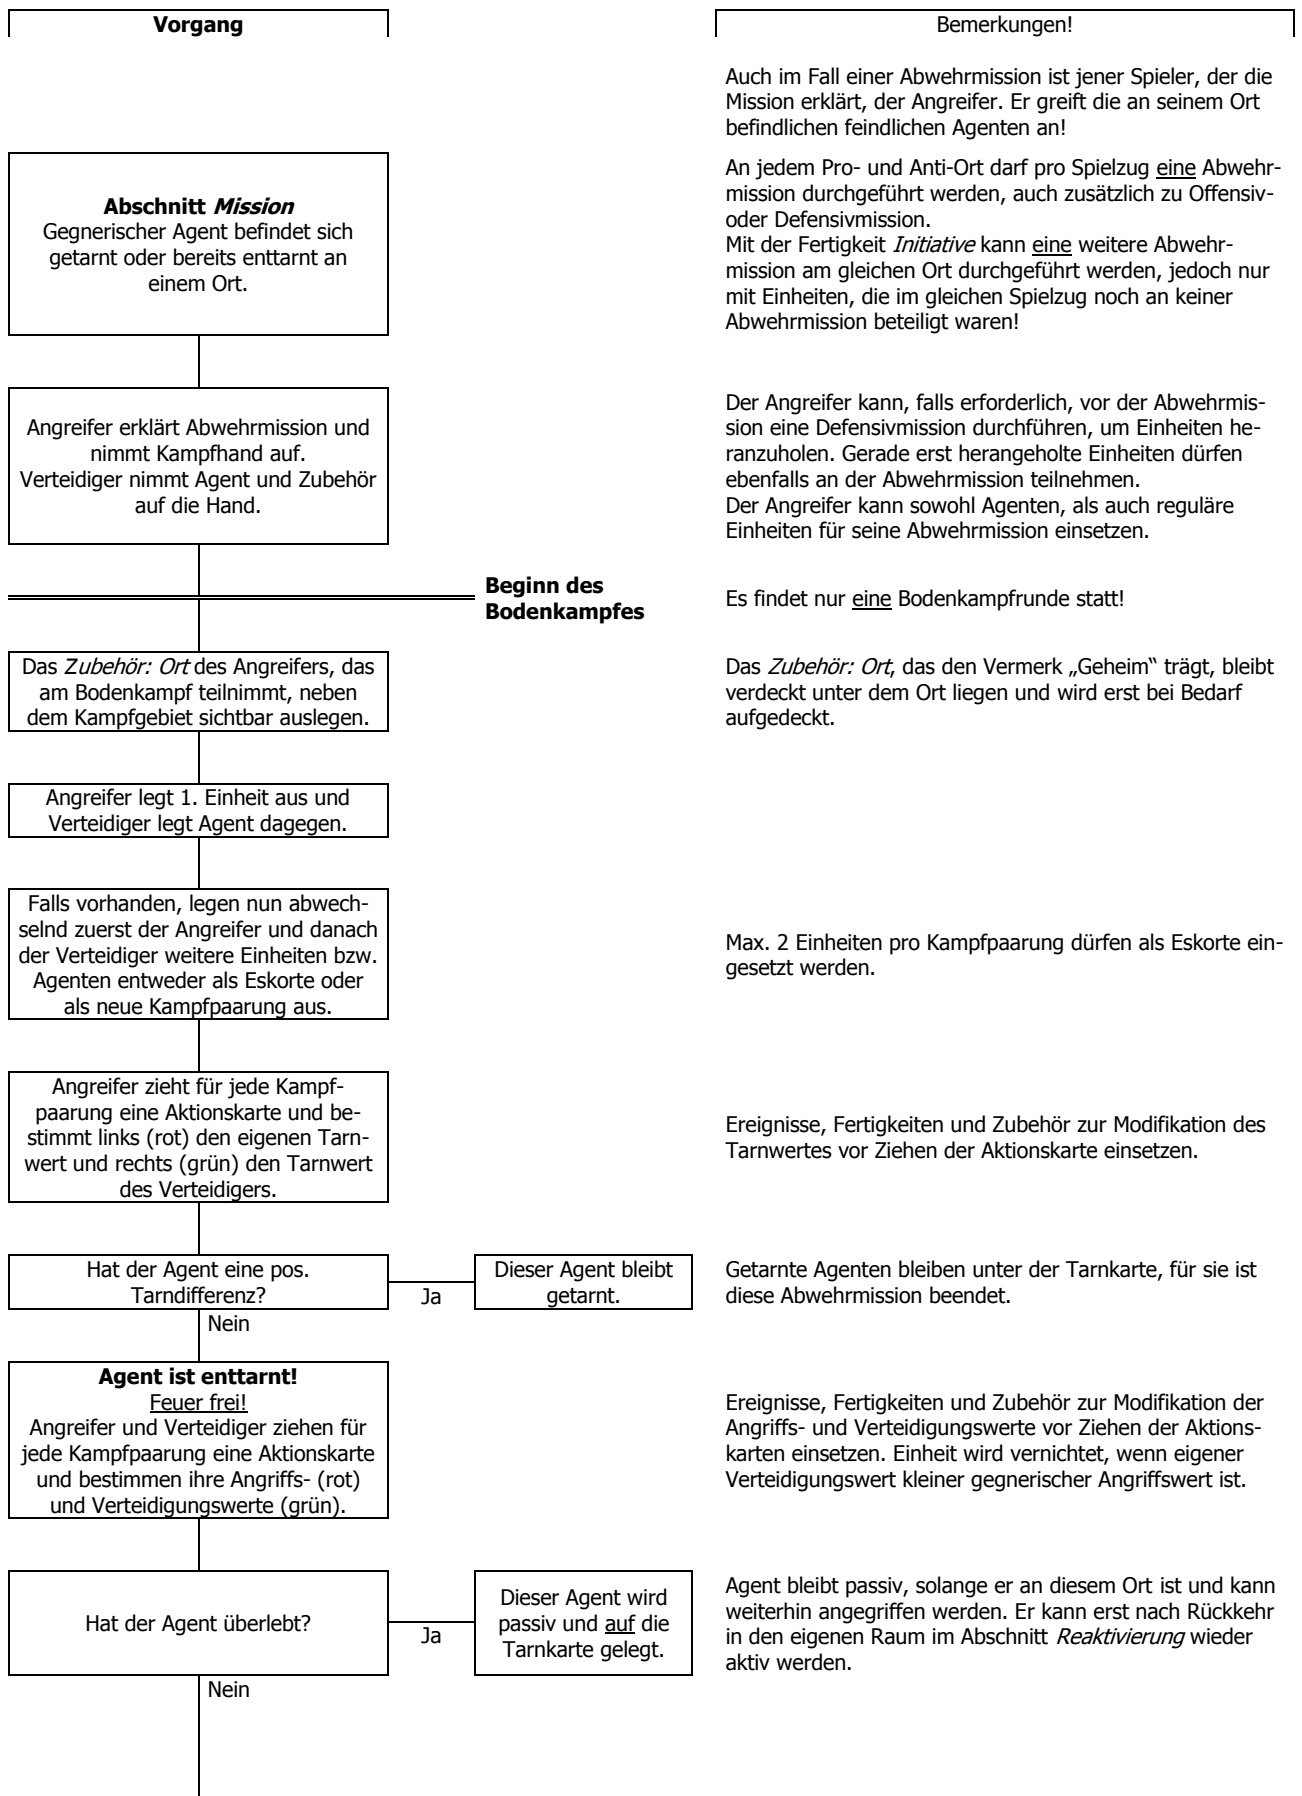 Vorgang
Bemerkungen!
Auch im Fall einer Abwehrmission ist jener Spieler, der die
Mission erklärt, der Angreifer. Er greift die an seinem Ort
befindlichen feindlichen Agenten an!
Abschnitt Mission
Gegnerischer Agent befindet sich
getarnt oder bereits enttarnt an
einem Ort.
An jedem Pro- und Anti-Ort darf pro Spielzug eine Abwehr-
mission durchgeführt werden, auch zusätzlich zu Offensiv-
oder Defensivmission.
Mit der Fertigkeit Initiative kann eine weitere Abwehr-
mission am gleichen Ort durchgeführt werden, jedoch nur
mit Einheiten, die im gleichen Spielzug noch an keiner
Abwehrmission beteiligt waren!
Angreifer erklärt Abwehrmission und
nimmt Kampfhand auf.
Verteidiger nimmt Agent und Zubehör
auf die Hand.
Der Angreifer kann, falls erforderlich, vor der Abwehrmis-
sion eine Defensivmission durchführen, um Einheiten he-
ranzuholen. Gerade erst herangeholte Einheiten dürfen
ebenfalls an der Abwehrmission teilnehmen.
Der Angreifer kann sowohl Agenten, als auch reguläre
Einheiten für seine Abwehrmission einsetzen.
Beginn des
Bodenkampfes
Es findet nur eine Bodenkampfrunde statt!
Das Zubehör: Ort des Angreifers, das
am Bodenkampf teilnimmt, neben
dem Kampfgebiet sichtbar auslegen.
Das Zubehör: Ort, das den Vermerk „Geheim“ trägt, bleibt
verdeckt unter dem Ort liegen und wird erst bei Bedarf
aufgedeckt.
Angreifer legt 1. Einheit aus und
Verteidiger legt Agent dagegen.
Falls vorhanden, legen nun abwech-
selnd zuerst der Angreifer und danach
der Verteidiger weitere Einheiten bzw.
Agenten entweder als Eskorte oder
als neue Kampfpaarung aus.
Max. 2 Einheiten pro Kampfpaarung dürfen als Eskorte ein-
gesetzt werden.
Angreifer zieht für jede Kampf-
paarung eine Aktionskarte und be-
stimmt links (rot) den eigenen Tarn-
wert und rechts (grün) den Tarnwert
des Verteidigers.
Ereignisse, Fertigkeiten und Zubehör zur Modifikation des
Tarnwertes vor Ziehen der Aktionskarte einsetzen.
Hat der Agent eine pos.
Tarndifferenz?
Ja
Dieser Agent bleibt
getarnt.
Getarnte Agenten bleiben unter der Tarnkarte, für sie ist
diese Abwehrmission beendet.
Nein
Agent ist enttarnt!
Feuer frei!
Angreifer und Verteidiger ziehen für
jede Kampfpaarung eine Aktionskarte
und bestimmen ihre Angriffs- (rot)
und Verteidigungswerte (grün).
Ereignisse, Fertigkeiten und Zubehör zur Modifikation der
Angriffs- und Verteidigungswerte vor Ziehen der Aktions-
karten einsetzen. Einheit wird vernichtet, wenn eigener
Verteidigungswert kleiner gegnerischer Angriffswert ist.
Hat der Agent überlebt?
Ja
Dieser Agent wird
passiv und auf die
Tarnkarte gelegt.
Agent bleibt passiv, solange er an diesem Ort ist und kann
weiterhin angegriffen werden. Er kann erst nach Rückkehr
in den eigenen Raum im Abschnitt Reaktivierung wieder
aktiv werden.
Nein